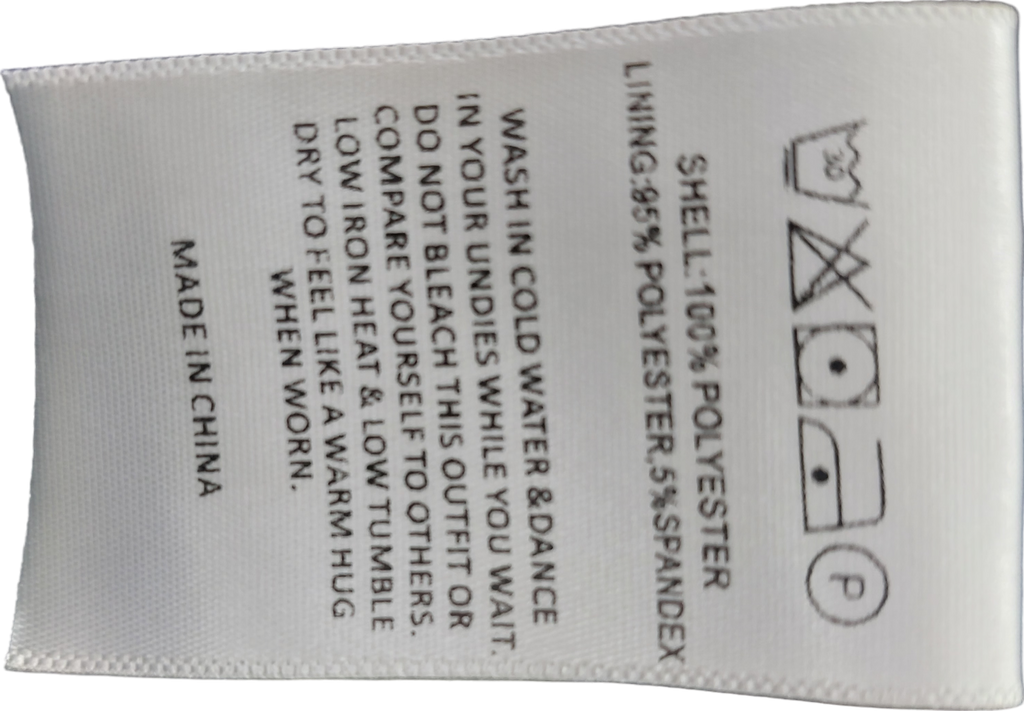 30
P
SHELL:100% POLYESTER
LINING:95% POLYESTER,5%SPANDEX
WASH IN COLD WATER &DANCE
IN YOUR UNDIES WHILE YOU WAIT.
DO NOT BLEACH THIS OUTFIT OR
COMPARE YOURSELF TO OTHERS.
LOW IRON HEAT & LOW TUMBLE
DRY TO FEEL LIKE A WARM HUG
WHEN WORN.
MADE IN CHINA